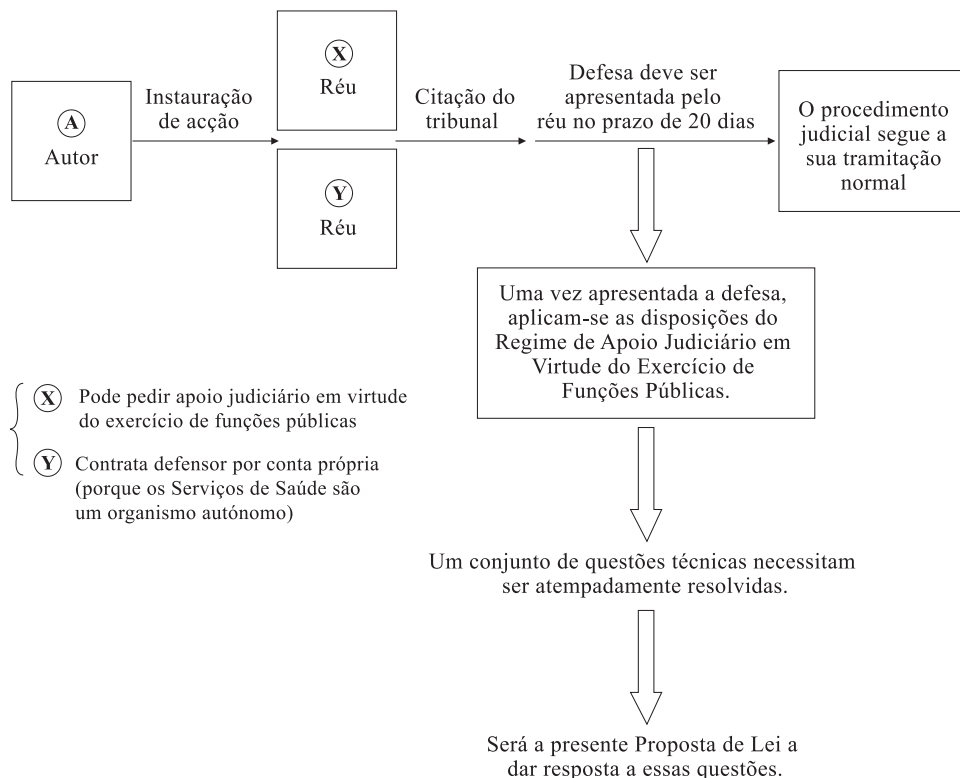 A
Autor
Instauração
de acção
X
Réu
Y
Réu
Citação do
tribunal
Defesa deve ser
apresentada pelo
réu no prazo de 20 dias
O procedimento
judicial segue a
sua tramitação
normal
Uma vez apresentada a defesa,
aplicam-se as disposições do
Regime de Apoio Judiciário em
Virtude do Exercício de
Funções Públicas.
X Pode pedir apoio judiciário em virtude
do exercício de funções públicas
Y Contrata defensor por conta própria
(porque os Serviços de Saúde são
um organismo autónomo)
Um conjunto de questões técnicas necessitam
ser atempadamente resolvidas.
Será a presente Proposta de Lei a
dar resposta a essas questões.